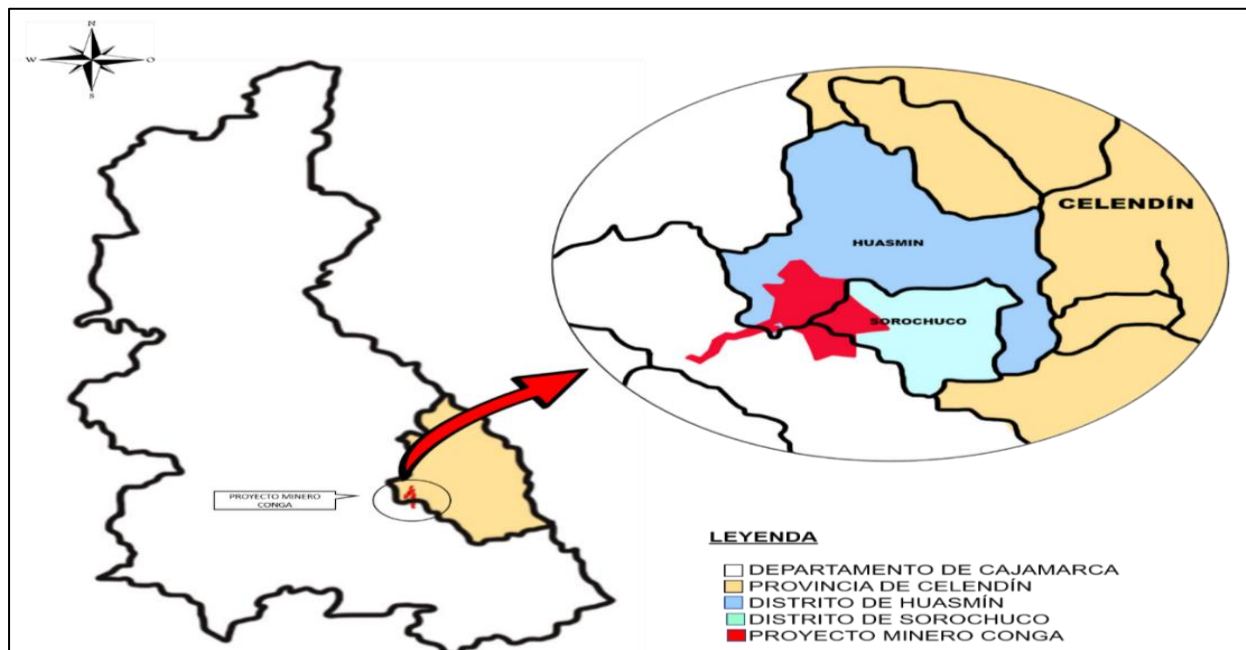 N
W
O
S
CELENDÍN
HUASMIN
SOROCHUCO
PROYECTO MINERO
CONGA
LEYENDA
DEPARTAMENTO DE CAJAMARCA
PROVINCIA DE CELENDÍN
DISTRITO DE HUASMÍN
DISTRITO DE SOROCHUCO
PROYECTO MINERO CONGA